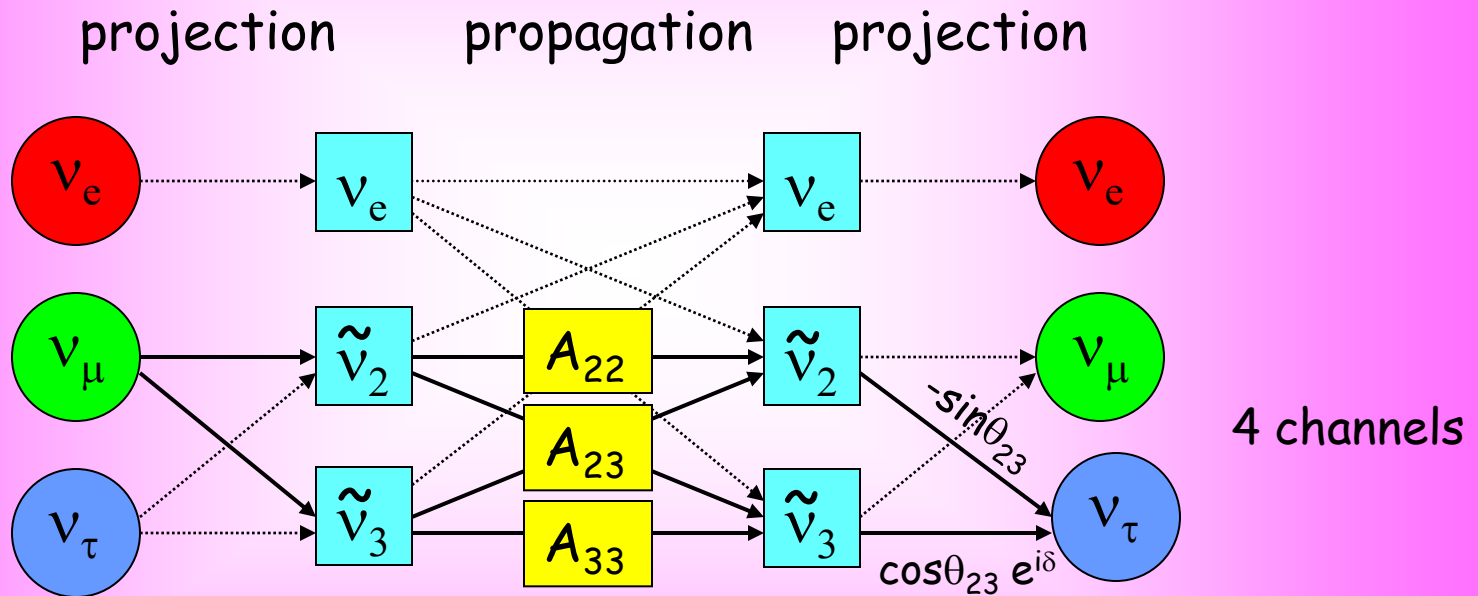 projection propagation projection
νe νe νe νe
νμ ν̃2 A22 ν̃2 νμ
-sinθ23
4 channels
A23
ντ ν̃3 A33 ν̃3 ντ
cosθ23 eiδ